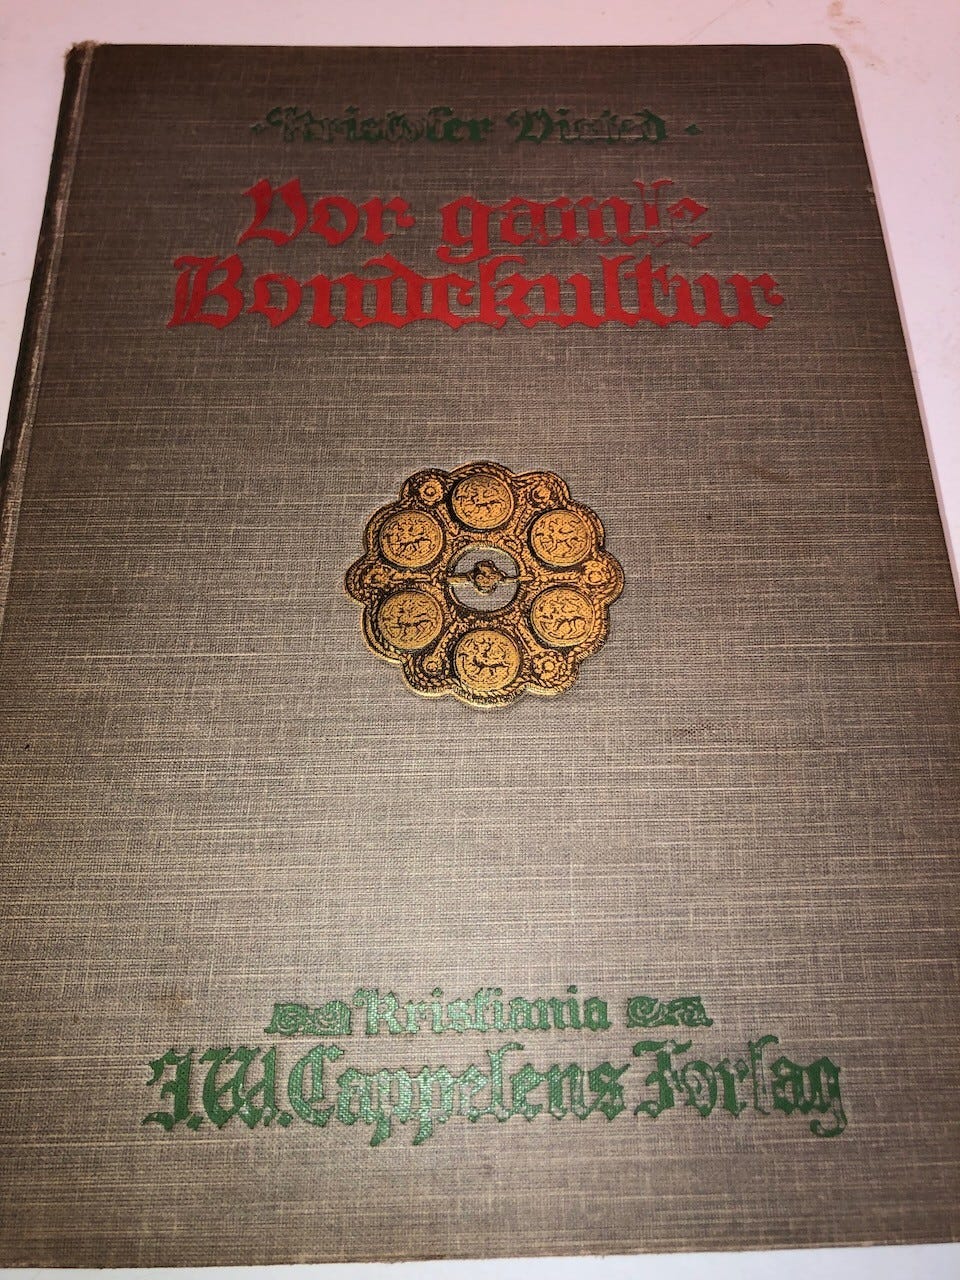 Kristofer Visted
Vor gamle
Bondekultur
Kristiania
J.W. Cappelens Forlag